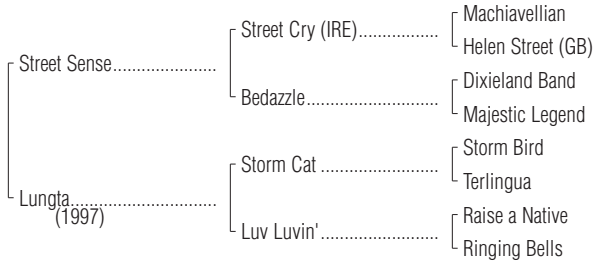 Machiavellian
Street Cry (IRE)..................
Helen Street (GB)
Street Sense.......................
Dixieland Band
Bedazzle.............................
Majestic Legend
Storm Bird
Storm Cat ..........................
Terlingua
Lungta................................
(1997)
Raise a Native
Luv Luvin'..........................
Ringing Bells